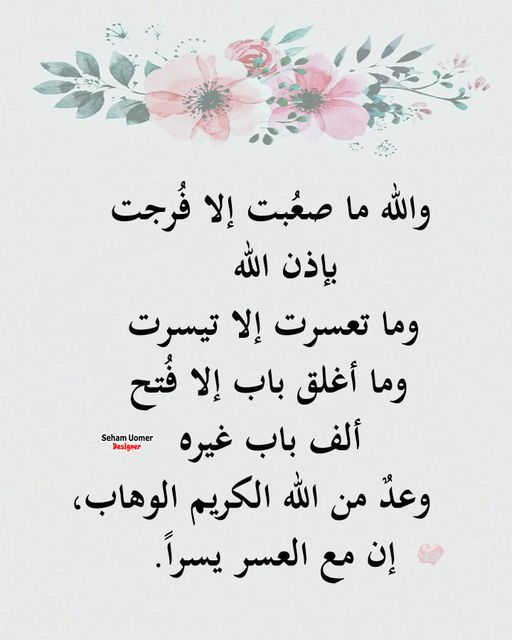 والله ما صعُبت إلا فُرجت
بإذن الله
وما تعسرت إلا تيسرت
وما أغلق باب إلا فُتح
ألف باب غيره
Seham Uomer
Designer
وعدٌ من الله الكريم الوهاب،
إن مع العسر يسراً.